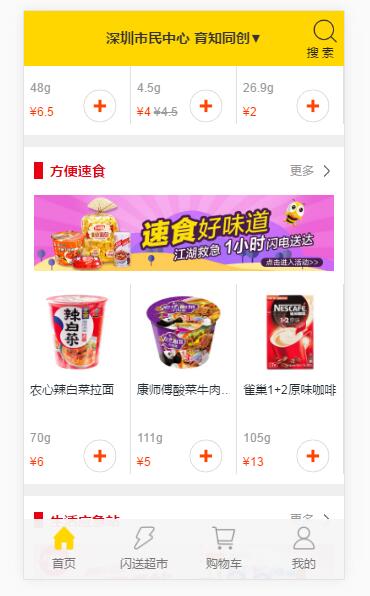 深圳市民中心 育知同创▼
搜 索
48g 4.5g 26.9g
¥6.5 ¥4 ¥4.5 ¥2
方便速食 更多
速食好味道
江湖救急 1小时闪电送达
点击进入活动>>
辣白菜
NESCAFÉ
农心辣白菜拉面 康师傅酸菜牛肉... 雀巢1+2原味咖啡
70g 111g 105g
¥6 ¥5 ¥13
首页 闪送超市 购物车 我的